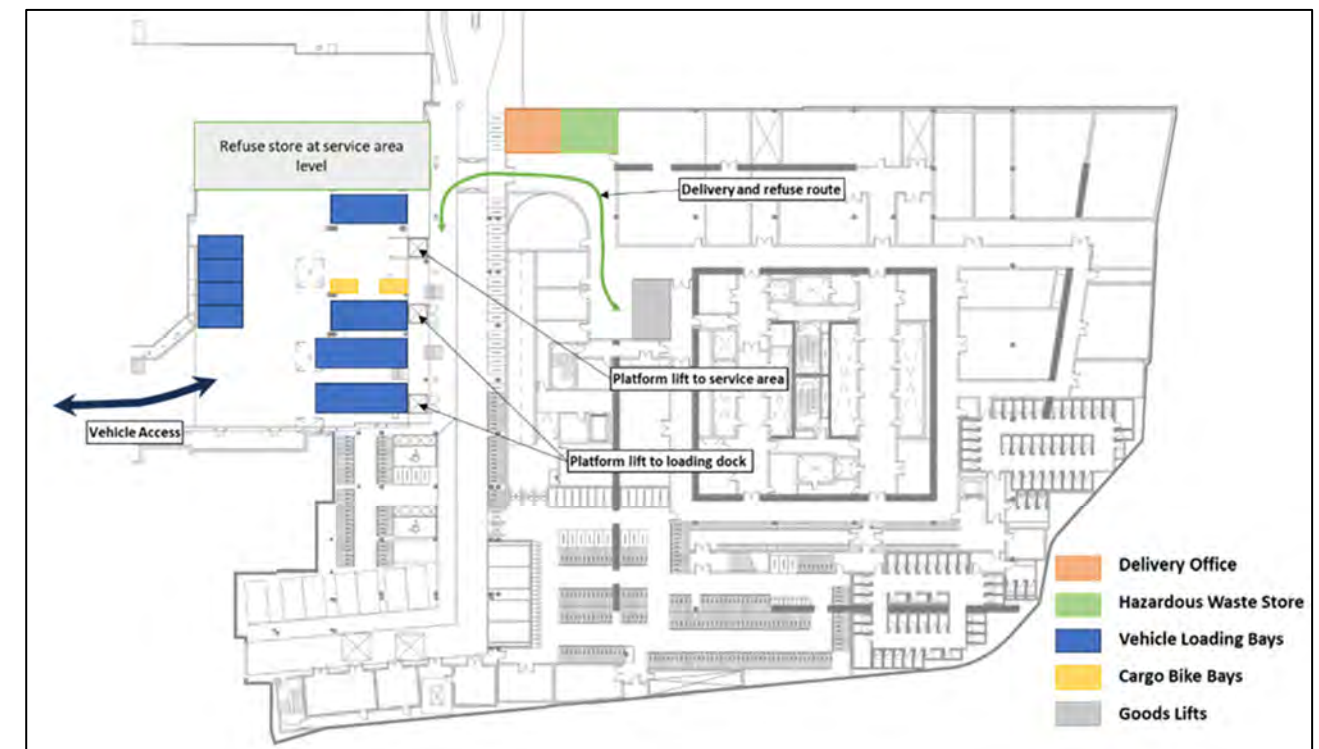 Refuse store at service area
level
Delivery and refuse route
Platform lift to service area
Vehicle Access
Platform lift to loading dock
Delivery Office
Hazardous Waste Store
Vehicle Loading Bays
Cargo Bike Bays
Goods Lifts